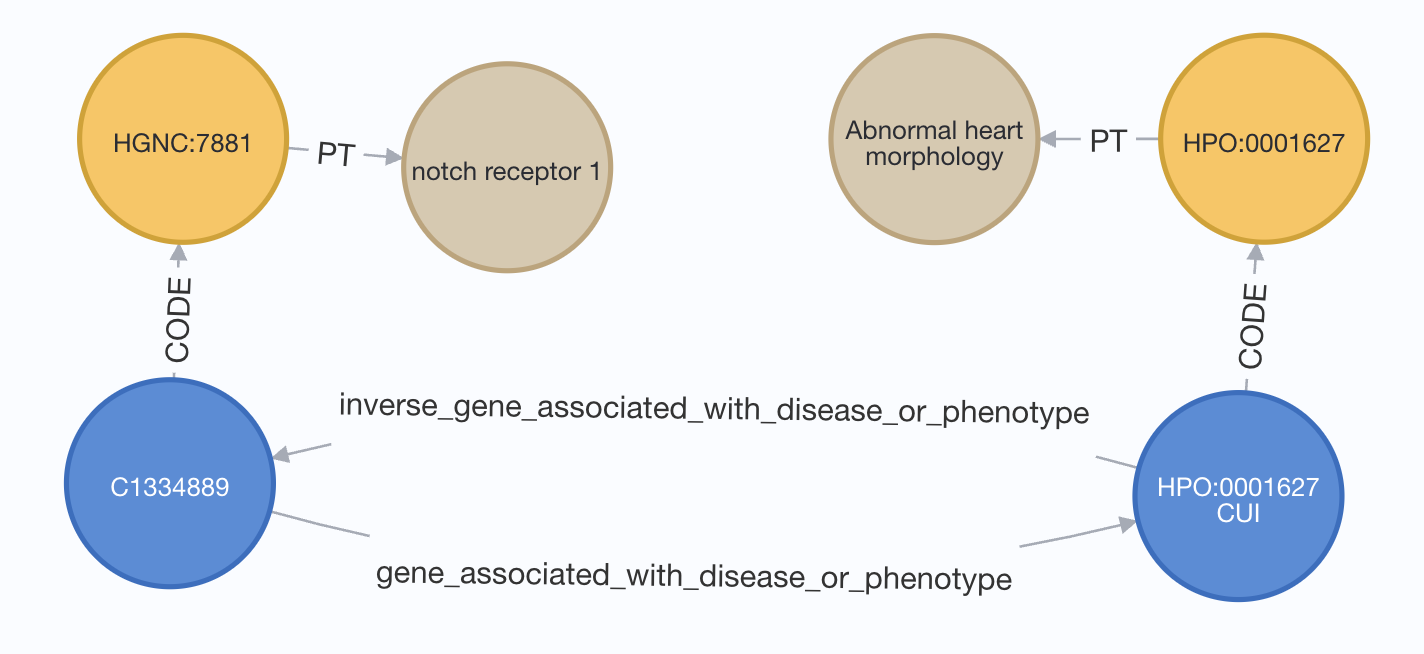 HGNC:7881
PT
notch receptor 1
Abnormal heart
morphology
PT
HPO:0001627
CODE
CODE
inverse_gene_associated_with_disease_or_phenotype
C1334889
HPO:0001627
CUI
gene_associated_with_disease_or_phenotype